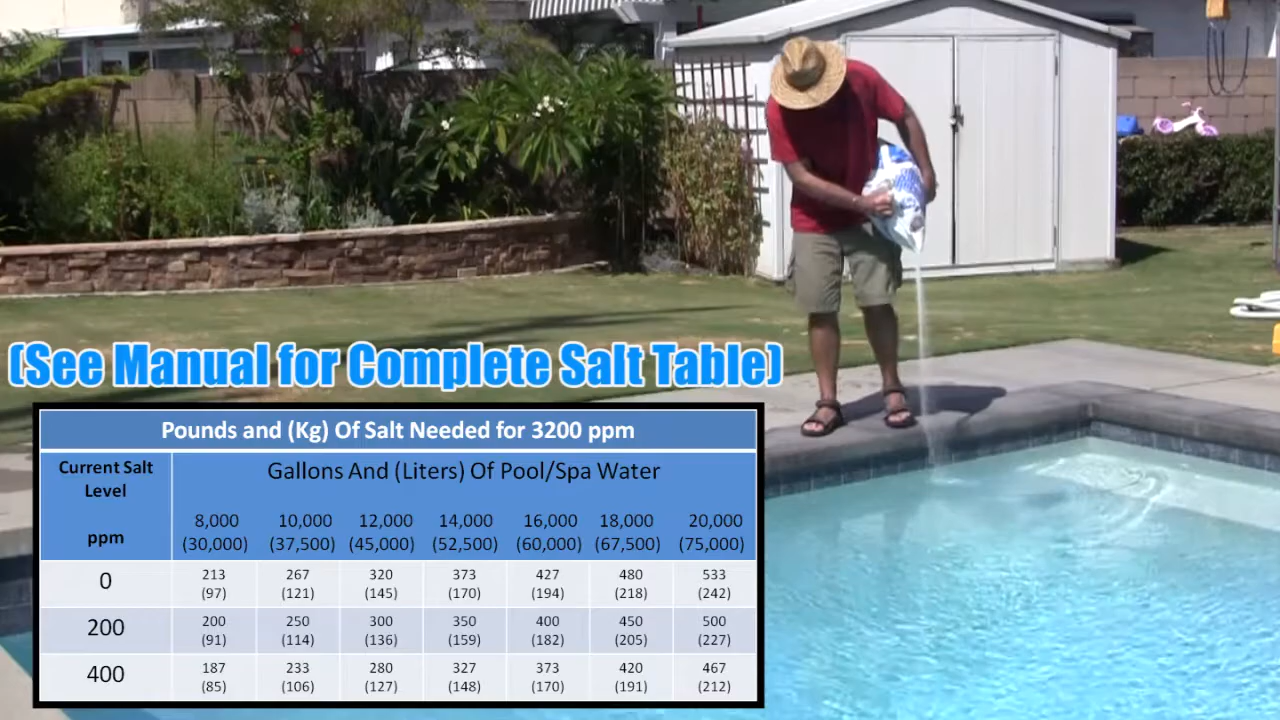 (See Manual for Complete Salt Table)
Pounds and (Kg) Of Salt Needed for 3200 ppm
Current Salt Level ppm
Gallons And (Liters) Of Pool/Spa Water
8,000 10,000 12,000 14,000 16,000 18,000 20,000
(30,000) (37,500) (45,000) (52,500) (60,000) (67,500) (75,000)
0 213 267 320 373 427 480 533
(97) (121) (145) (170) (194) (218) (242)
200 200 250 300 350 400 450 500
(91) (114) (136) (159) (182) (205) (227)
400 187 233 280 327 373 420 467
(85) (106) (127) (148) (170) (191) (212)